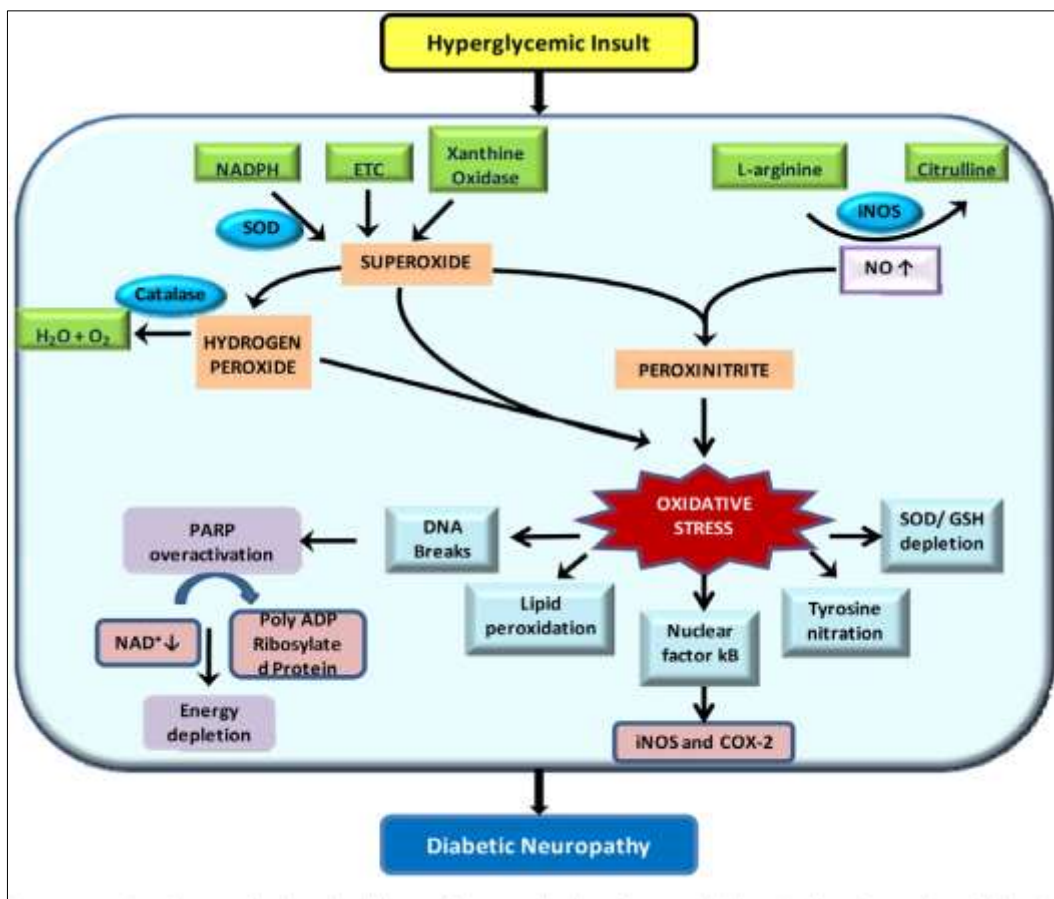 Hyperglycemic Insult
NADPH
ETC
Xanthine
Oxidase
L-arginine
Citrulline
SOD
iNOS
SUPEROXIDE
NO ↑
Catalase
H₂O + O₂
HYDROGEN
PEROXIDE
PEROXINITRITE
OXIDATIVE
STRESS
PARP
overactivation
DNA
Breaks
SOD/ GSH
depletion
Lipid
peroxidation
Nuclear
factor kB
Tyrosine
nitration
NAD⁺↓
Poly ADP
Ribosylate
d Protein
Energy
depletion
iNOS and COX-2
Diabetic Neuropathy